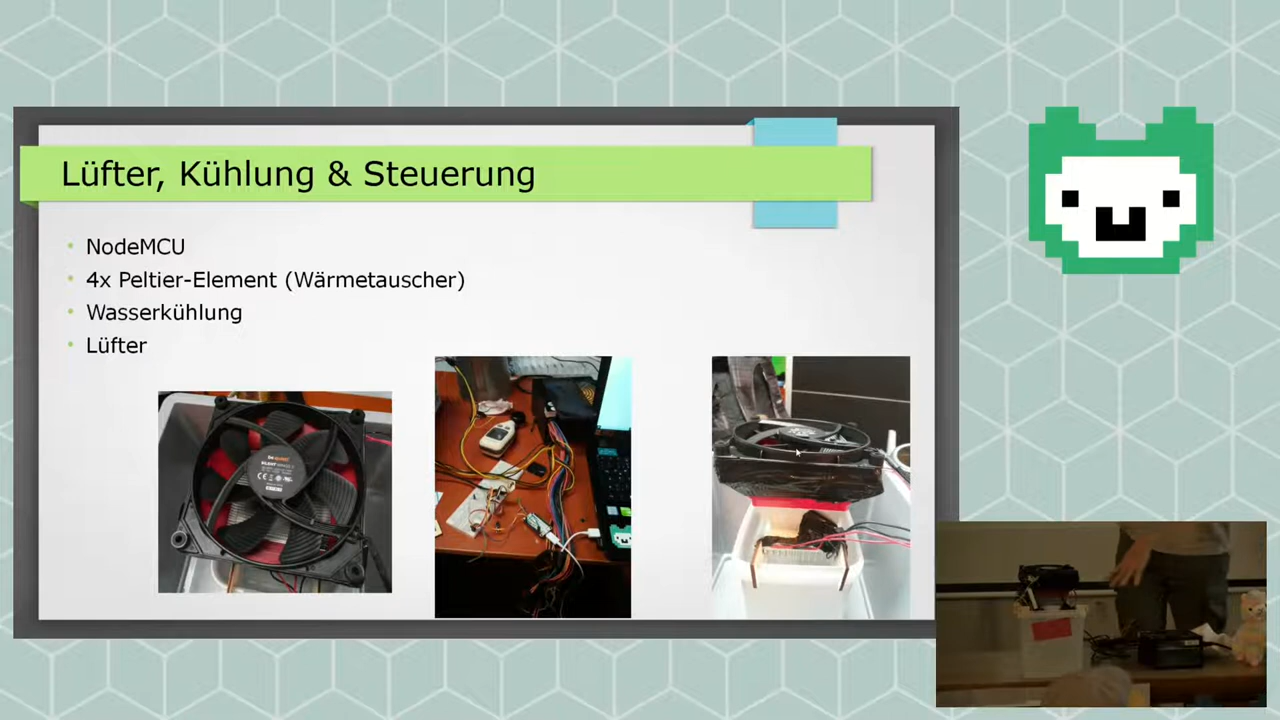 Lüfter, Kühlung & Steuerung
NodeMCU
4x Peltier-Element (Wärmetauscher)
Wasserkühlung
Lüfter